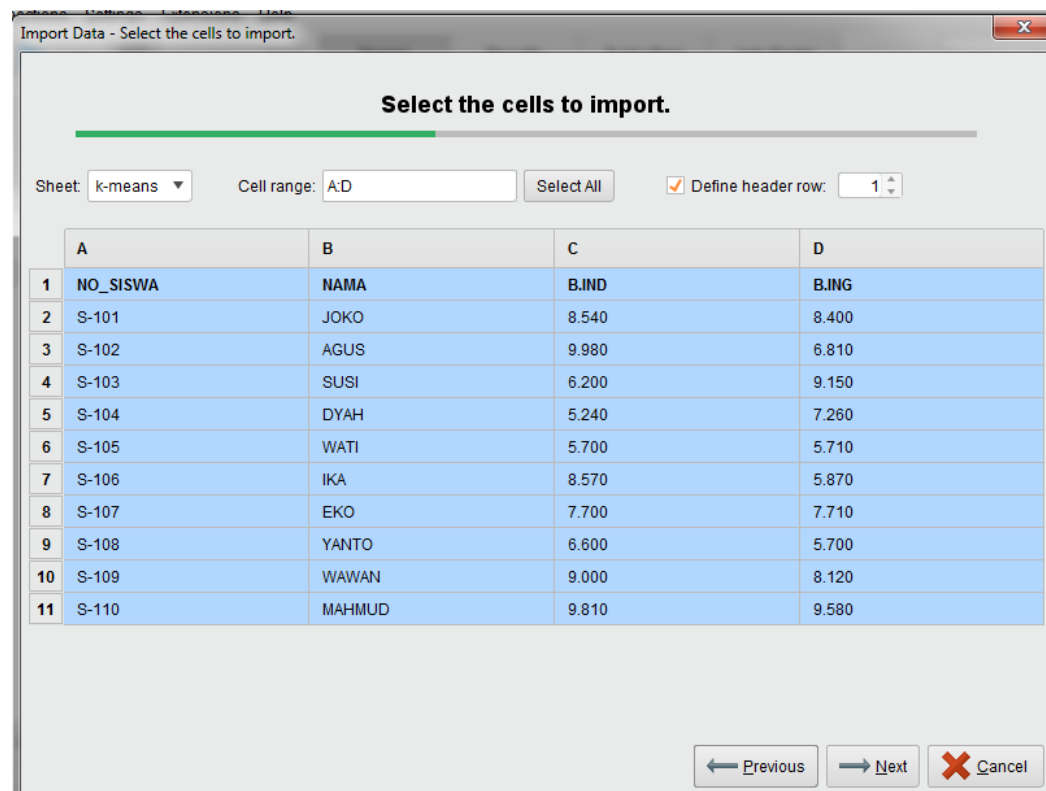 Import Data - Select the cells to import.
Select the cells to import.
Sheet: k-means Cell range: A:D Select All Define header row: 1
A B C D
1 NO_SISWA NAMA B.IND B.ING
2 S-101 JOKO 8.540 8.400
3 S-102 AGUS 9.980 6.810
4 S-103 SUSI 6.200 9.150
5 S-104 DYAH 5.240 7.260
6 S-105 WATI 5.700 5.710
7 S-106 IKA 8.570 5.870
8 S-107 EKO 7.700 7.710
9 S-108 YANTO 6.600 5.700
10 S-109 WAWAN 9.000 8.120
11 S-110 MAHMUD 9.810 9.580
Previous Next Cancel